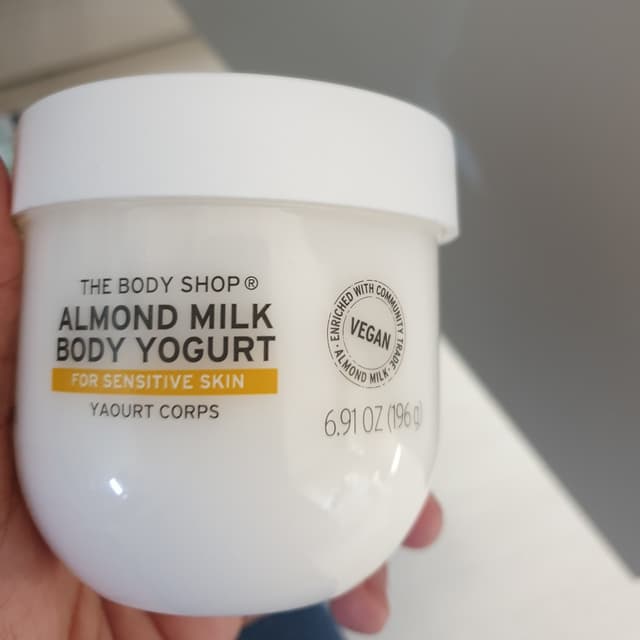 THE BODY SHOP®
ALMOND MILK
BODY YOGURT
FOR SENSITIVE SKIN
YAOURT CORPS
ENRICHED WITH COMMUNITY TRADE
· ALMOND MILK ·
VEGAN
6.91 OZ (196 g)